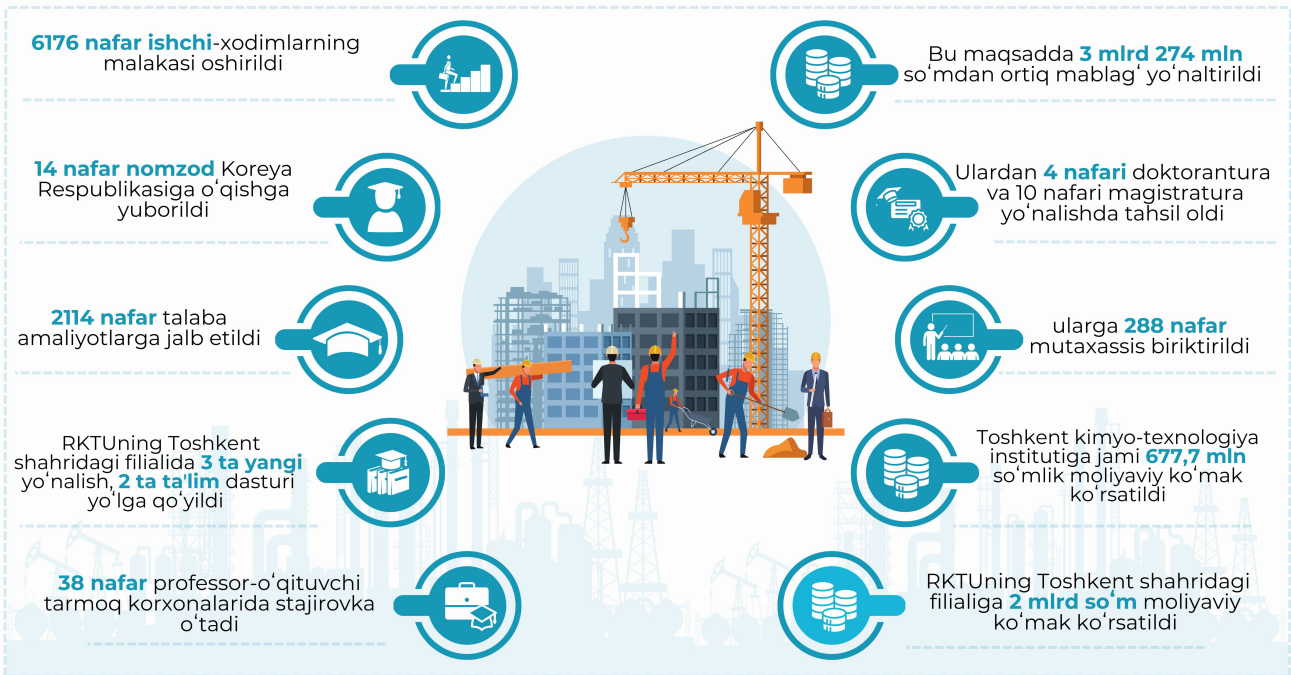 6176 nafar ishchi-xodimlarning
malakasi oshirildi
Bu maqsadda 3 mlrd 274 mln
soʻmdan ortiq mablagʻ yoʻnaltirildi
14 nafar nomzod Koreya
Respublikasiga oʻqishga
yuborildi
Ulardan 4 nafari doktorantura
va 10 nafari magistratura
yoʻnalishda tahsil oldi
2114 nafar talaba
amaliyotlarga jalb etildi
ularga 288 nafar
mutaxassis biriktirildi
RKTUning Toshkent
shahridagi filialida 3 ta yangi
yoʻnalish, 2 ta ta'lim dasturi
yoʻlga qoʻyildi
Toshkent kimyo-texnologiya
institutiga jami 677,7 mln
soʻmlik moliyaviy koʻmak
koʻrsatildi
38 nafar professor-oʻqituvchi
tarmoq korxonalarida stajirovka
oʻtadi
RKTUning Toshkent shahridagi
filialiga 2 mlrd soʻm moliyaviy
koʻmak koʻrsatildi